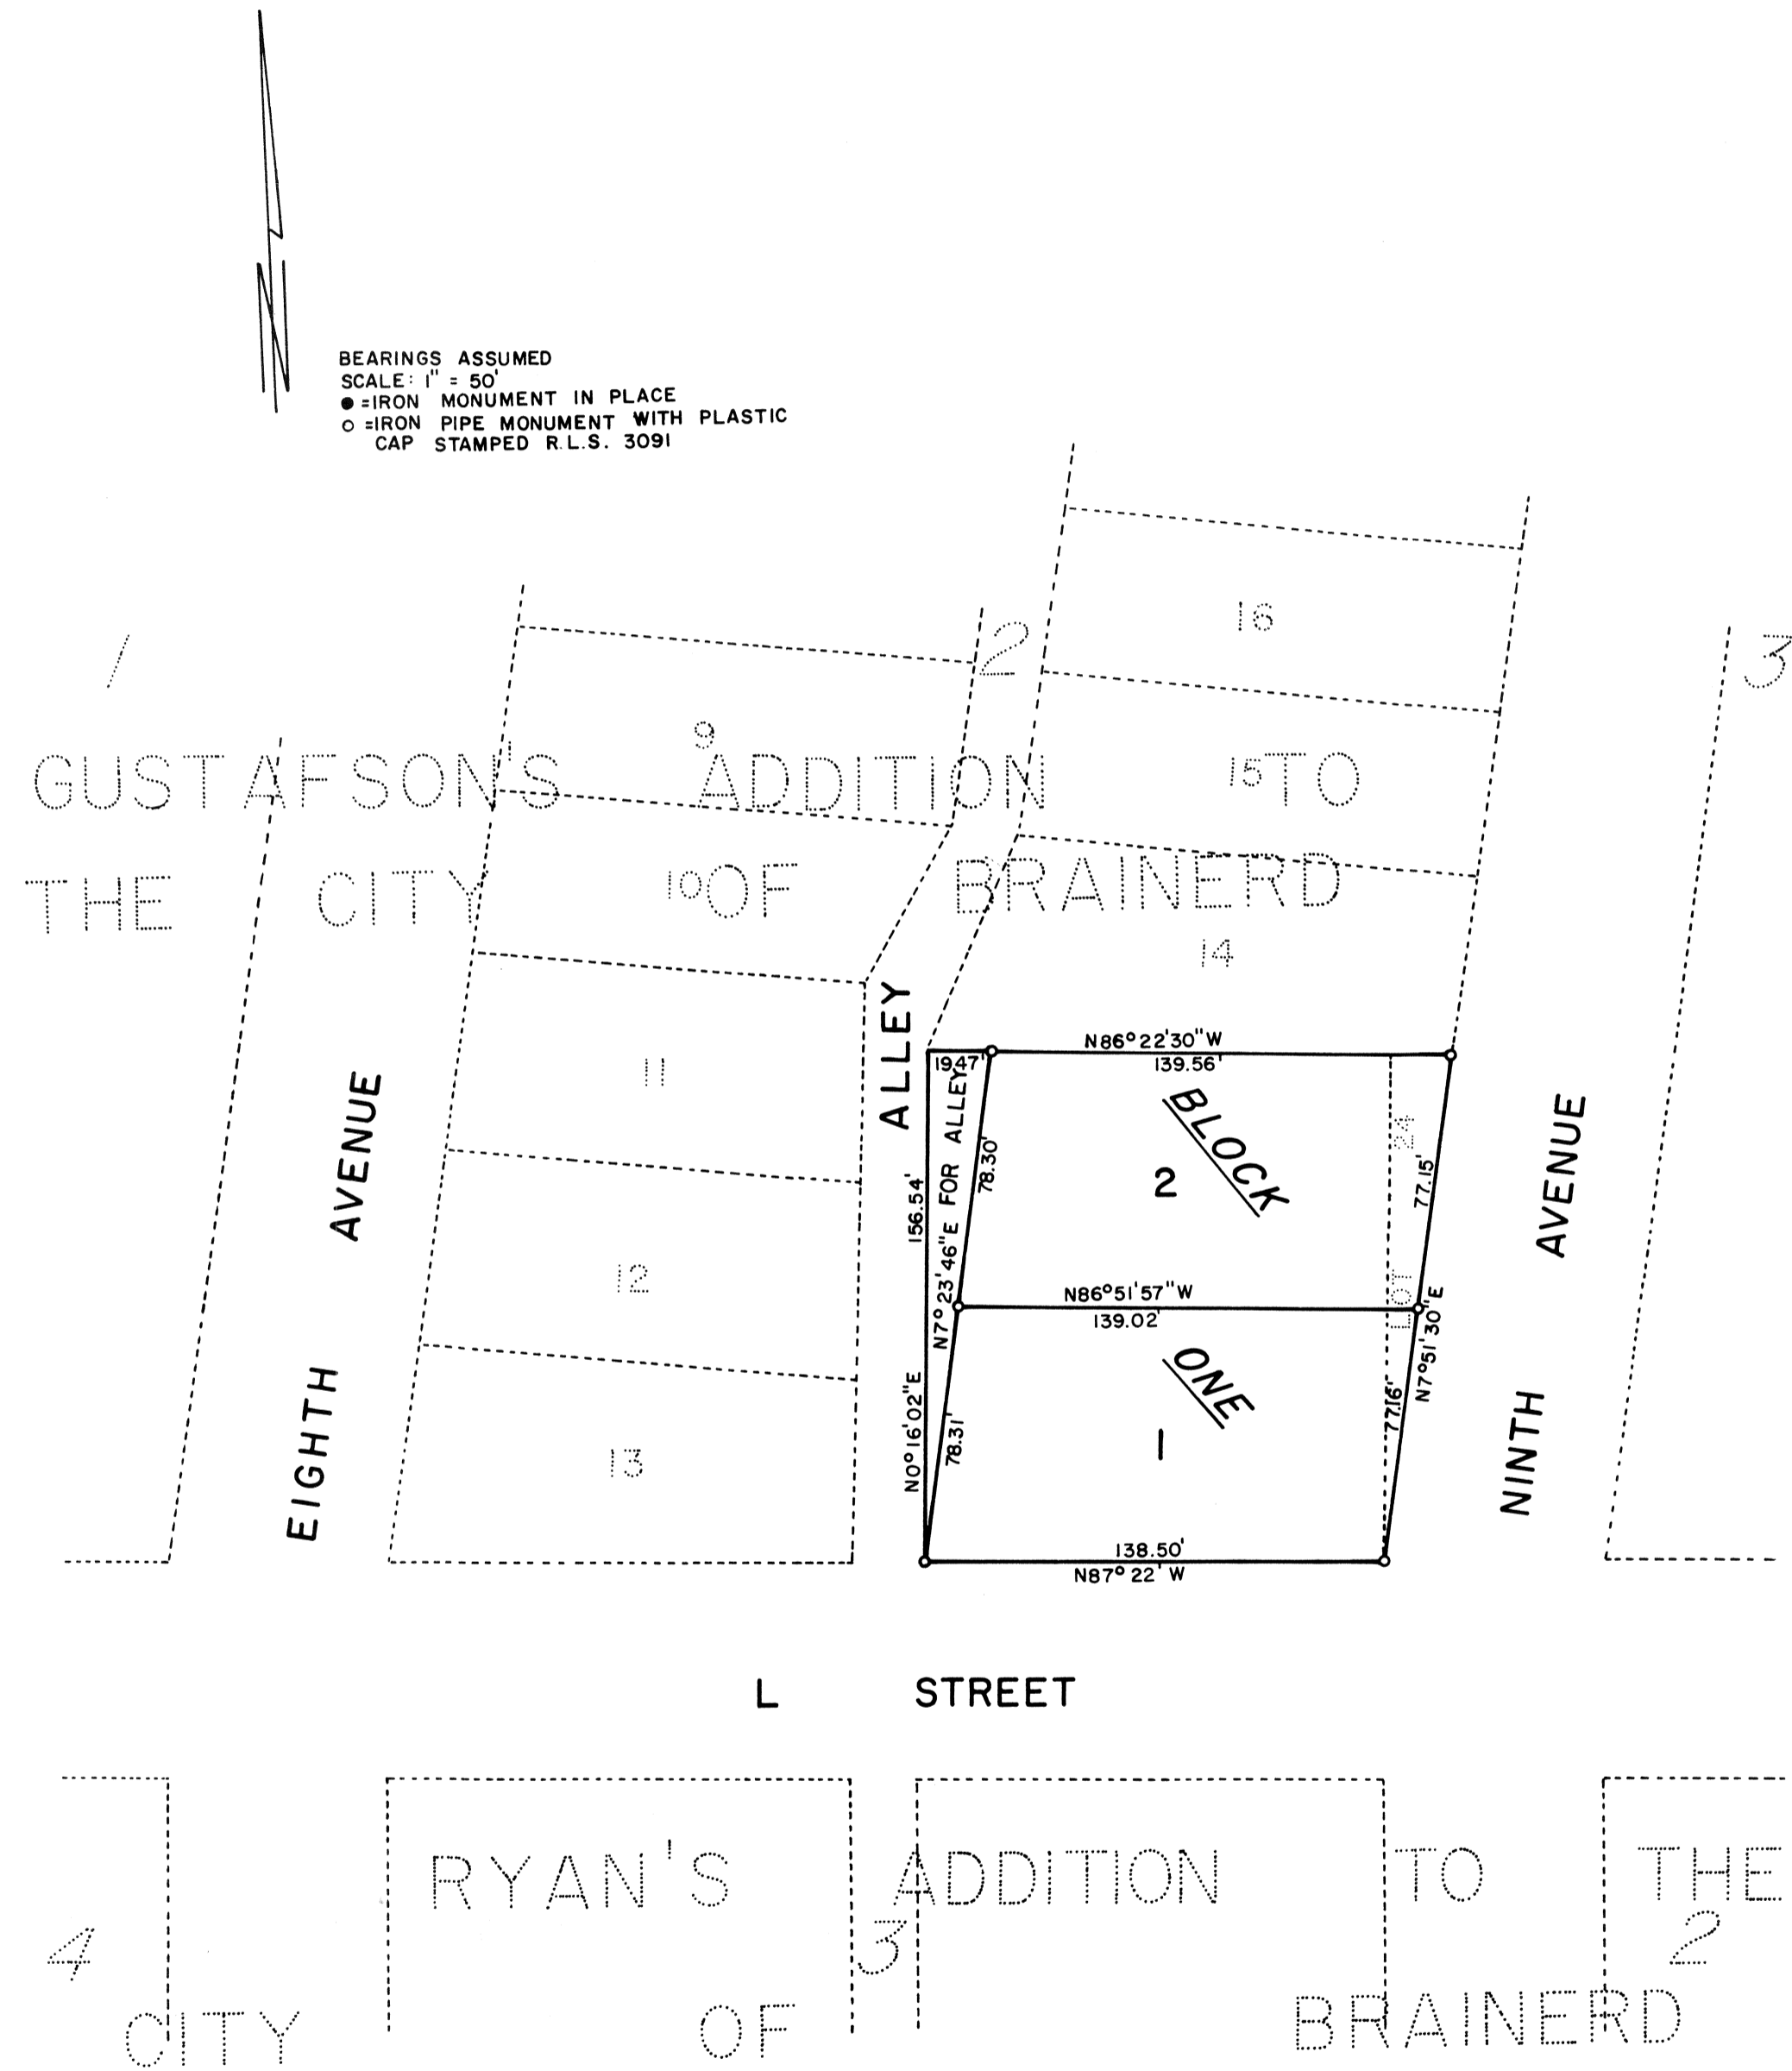 N
BEARINGS ASSUMED
SCALE: 1" = 50'
● =IRON MONUMENT IN PLACE
○ =IRON PIPE MONUMENT WITH PLASTIC
CAP STAMPED R.L.S. 3091
1
2
3
16
9
GUSTAFSON'S ADDITION TO
15
THE CITY OF BRAINERD
10
14
11
12
13
ALLEY
EIGHTH AVENUE
NINTH AVENUE
N86°22'30"W
19.47'
139.56'
BLOCK
2
LOT 24
156.54'
N0°16'02"E
N7°23'46"E FOR ALLEY
78.30'
77.15'
N86°51'57"W
139.02'
N7°51'30"E
ONE
1
78.31'
77.16'
138.50'
N87°22'W
L STREET
RYAN'S ADDITION TO THE
4
3
2
CITY OF BRAINERD